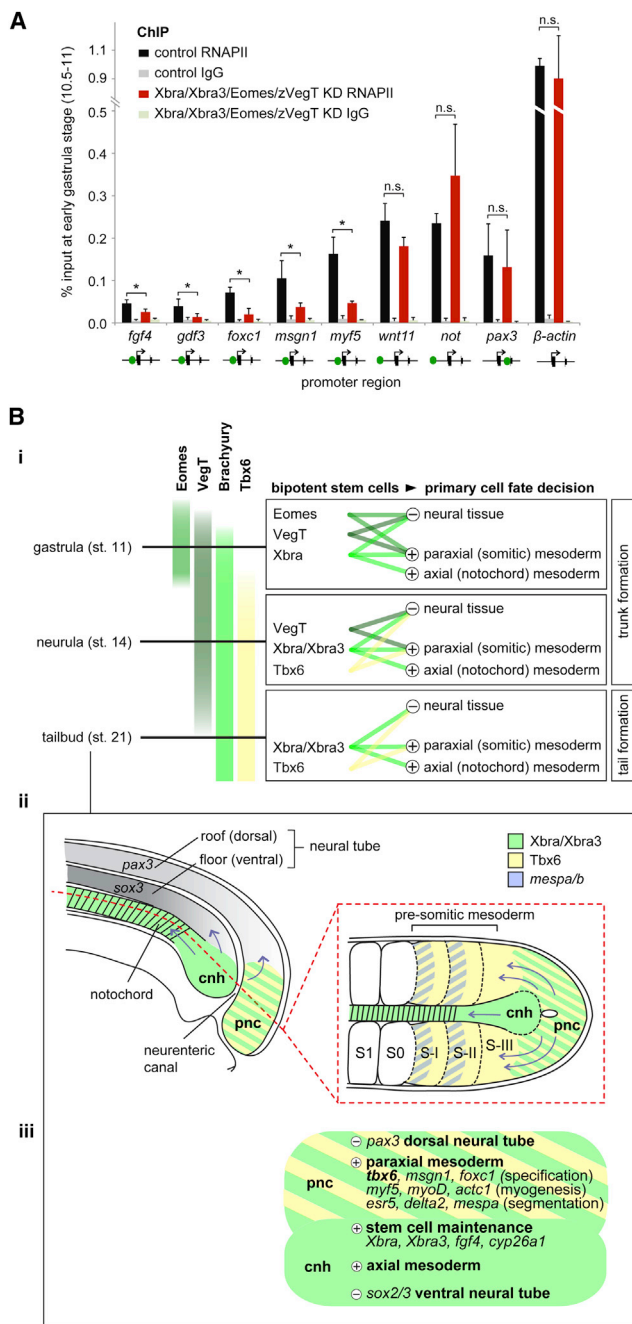 A
ChIP
control RNAPII
control IgG
Xbra/Xbra3/Eomes/zVegT KD RNAPII
Xbra/Xbra3/Eomes/zVegT KD IgG
% input at early gastrula stage (10.5-11)
1.1
0.9
0.5
0.4
0.3
0.2
0.1
0.0
* * * * * n.s. n.s. n.s. n.s.
fgf4 gdf3 foxc1 msgn1 myf5 wnt11 not pax3 β-actin
promoter region
B
i
Eomes
VegT
Brachyury
Tbx6
bipotent stem cells ► primary cell fate decision
gastrula (st. 11)
Eomes − neural tissue
VegT
Xbra + paraxial (somitic) mesoderm
+ axial (notochord) mesoderm
neurula (st. 14)
− neural tissue
VegT
Xbra/Xbra3 + paraxial (somitic) mesoderm
Tbx6 + axial (notochord) mesoderm
trunk formation
tailbud (st. 21)
− neural tissue
Xbra/Xbra3 + paraxial (somitic) mesoderm
Tbx6 + axial (notochord) mesoderm
tail formation
ii
roof (dorsal)
floor (ventral)
neural tube
pax3
sox3
cnh
pnc
notochord
neurenteric
canal
Xbra/Xbra3
Tbx6
mespa/b
pre-somitic mesoderm
cnh
pnc
S1 S0 S-I S-II S-III
iii
− pax3 dorsal neural tube
+ paraxial mesoderm
pnc
tbx6, msgn1, foxc1 (specification)
myf5, myoD, actc1 (myogenesis)
esr5, delta2, mespa (segmentation)
+ stem cell maintenance
Xbra, Xbra3, fgf4, cyp26a1
cnh + axial mesoderm
− sox2/3 ventral neural tube